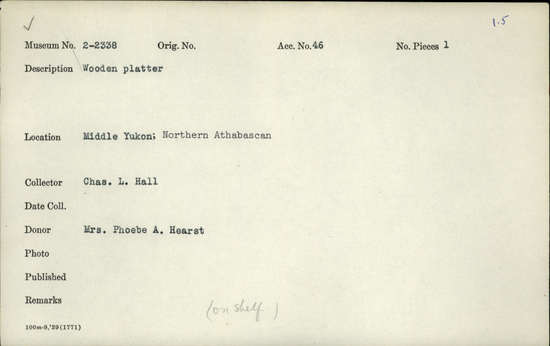 ✓ 1.5
Museum No. 2-2338 Orig. No. Acc. No. 46 No. Pieces 1
Description Wooden platter
Location Middle Yukon; Northern Athabascan
Collector Chas. L. Hall
Date Coll.
Donor Mrs. Phoebe A. Hearst
Photo
Published
Remarks
(on shelf)
100m-9,'29(1771)